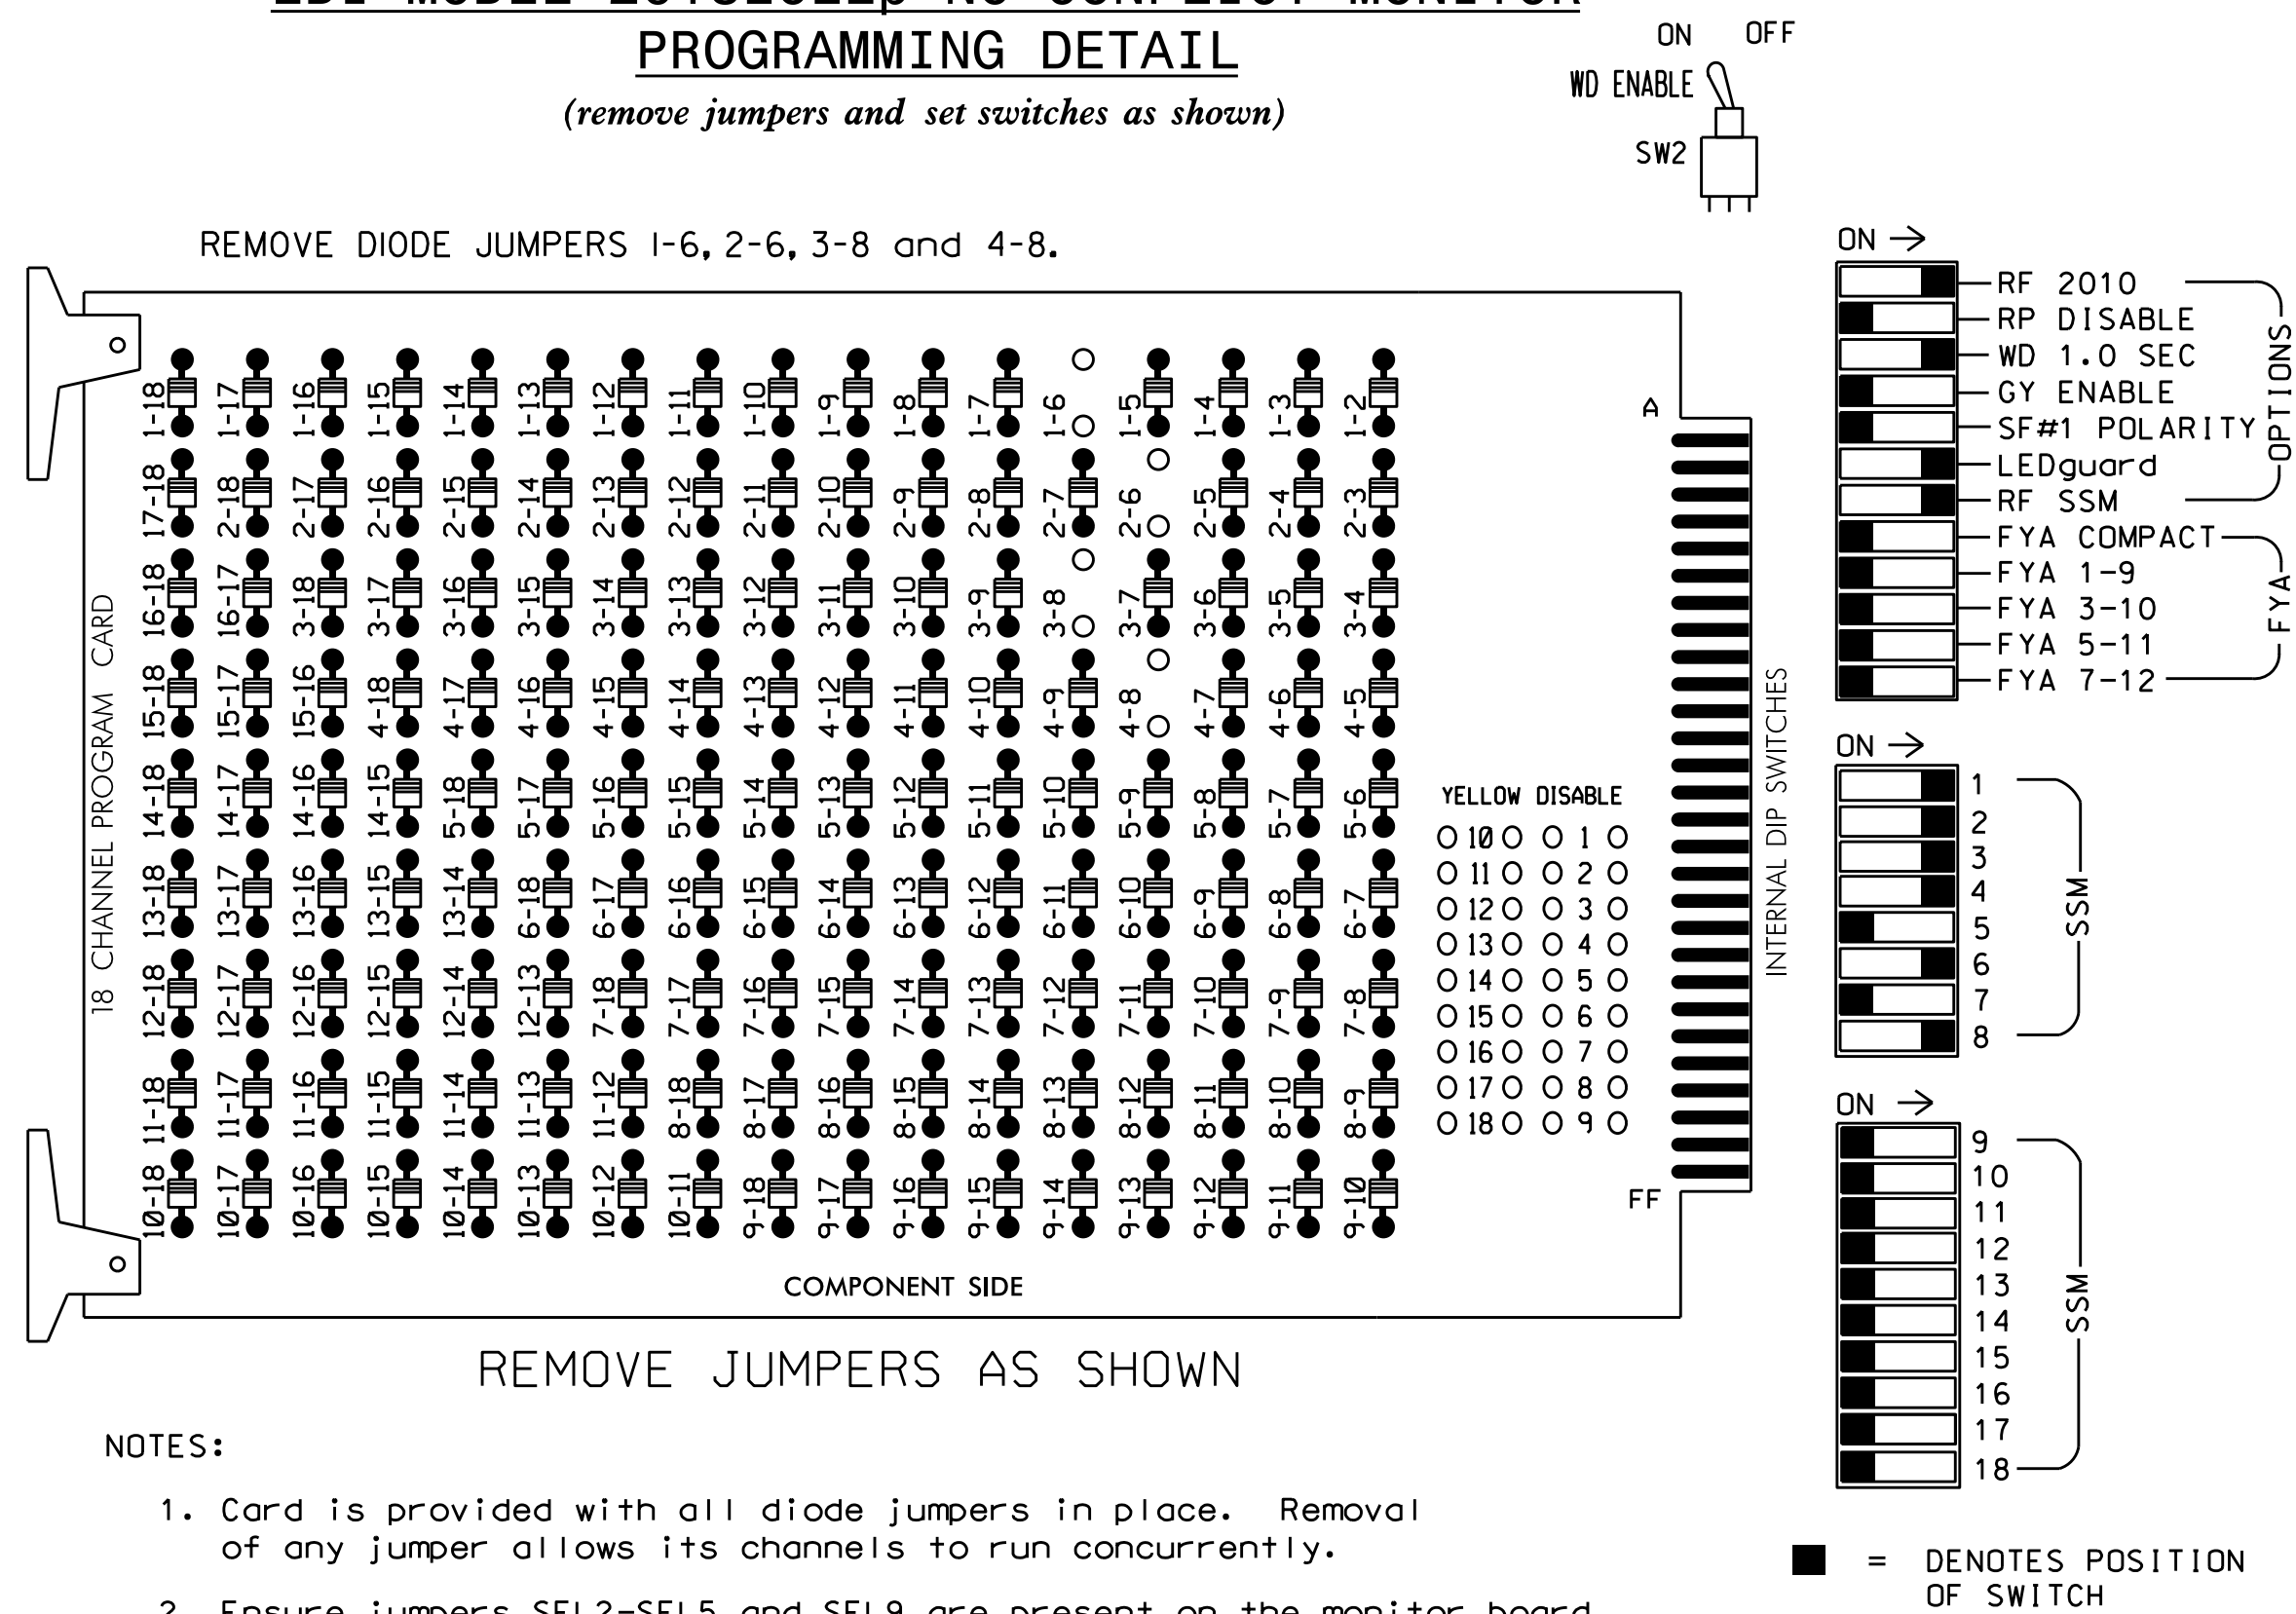 PROGRAMMING DETAIL
(remove jumpers and set switches as shown)
ON OFF
WD ENABLE
SW2
REMOVE DIODE JUMPERS 1-6, 2-6, 3-8 and 4-8.
18 CHANNEL PROGRAM CARD
1-18 1-17 1-16 1-15 1-14 1-13 1-12 1-11 1-10 1-9 1-8 1-7 1-6 1-5 1-4 1-3 1-2
17-18 2-18 2-17 2-16 2-15 2-14 2-13 2-12 2-11 2-10 2-9 2-8 2-7 2-6 2-5 2-4 2-3
16-18 16-17 3-18 3-17 3-16 3-15 3-14 3-13 3-12 3-11 3-10 3-9 3-8 3-7 3-6 3-5 3-4
15-18 15-17 15-16 4-18 4-17 4-16 4-15 4-14 4-13 4-12 4-11 4-10 4-9 4-8 4-7 4-6 4-5
14-18 14-17 14-16 14-15 5-18 5-17 5-16 5-15 5-14 5-13 5-12 5-11 5-10 5-9 5-8 5-7 5-6
13-18 13-17 13-16 13-15 13-14 6-18 6-17 6-16 6-15 6-14 6-13 6-12 6-11 6-10 6-9 6-8 6-7
12-18 12-17 12-16 12-15 12-14 12-13 7-18 7-17 7-16 7-15 7-14 7-13 7-12 7-11 7-10 7-9 7-8
11-18 11-17 11-16 11-15 11-14 11-13 11-12 8-18 8-17 8-16 8-15 8-14 8-13 8-12 8-11 8-10 8-9
10-18 10-17 10-16 10-15 10-14 10-13 10-12 10-11 9-18 9-17 9-16 9-15 9-14 9-13 9-12 9-11 9-10
YELLOW DISABLE
10 1
11 2
12 3
13 4
14 5
15 6
16 7
17 8
18 9
A
FF
COMPONENT SIDE
INTERNAL DIP SWITCHES
REMOVE JUMPERS AS SHOWN
ON →
RF 2010
RP DISABLE
WD 1.0 SEC
GY ENABLE
SF#1 POLARITY
LEDguard
RF SSM
OPTIONS
FYA COMPACT
FYA 1-9
FYA 3-10
FYA 5-11
FYA 7-12
FYA
ON →
1
2
3
4
5
6
7
8
SSM
ON →
9
10
11
12
13
14
15
16
17
18
SSM
■ = DENOTES POSITION
OF SWITCH
NOTES:
1. Card is provided with all diode jumpers in place. Removal
of any jumper allows its channels to run concurrently.
2. Ensure jumpers SEL2-SEL5 and SEL9 are present on the monitor board